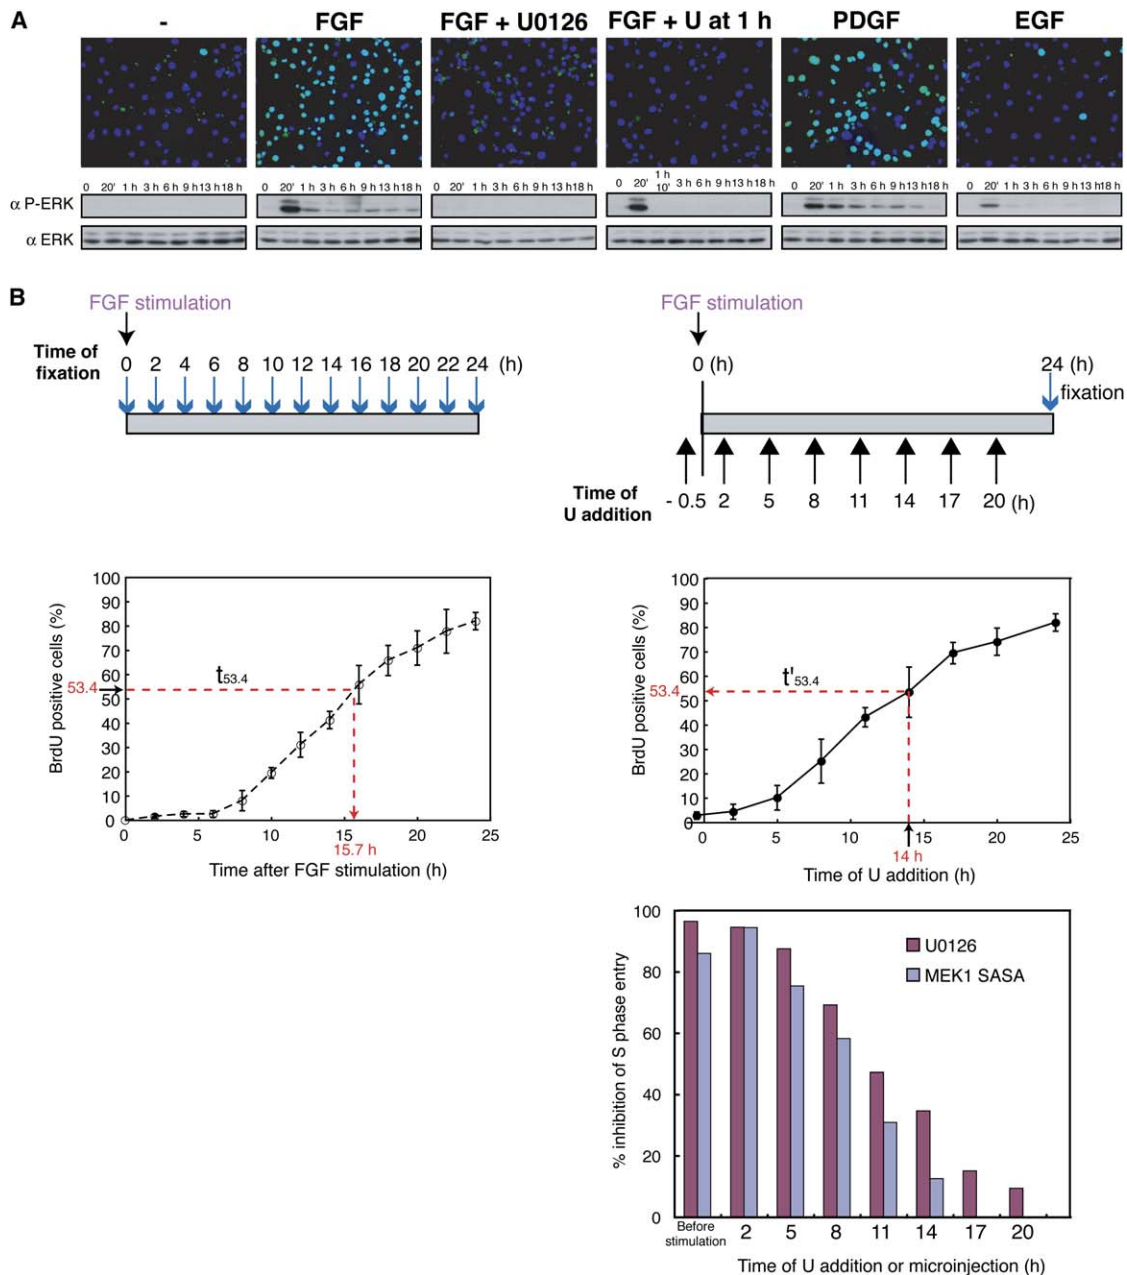 A
- FGF FGF + U0126 FGF + U at 1 h PDGF EGF
0 20' 1 h 3 h 6 h 9 h 13 h 18 h
0 20' 1 h 3 h 6 h 9 h 13 h 18 h
0 20' 1 h 3 h 6 h 9 h 13 h 18 h
0 20' 1 h 10' 3 h 6 h 9 h 13 h 18 h
0 20' 1 h 3 h 6 h 9 h 13 h 18 h
0 20' 1 h 3 h 6 h 9 h 13 h 18 h
α P-ERK
α ERK
B
FGF stimulation
Time of
fixation
0 2 4 6 8 10 12 14 16 18 20 22 24 (h)
FGF stimulation
0 (h)
24 (h)
fixation
Time of
U addition
- 0.5 2 5 8 11 14 17 20 (h)
BrdU positive cells (%)
100
90
80
70
60
53.4
50
40
30
20
10
0
t53.4
0 5 10 15 20 25
15.7 h
Time after FGF stimulation (h)
BrdU positive cells (%)
100
90
80
70
60
53.4
50
40
30
20
10
0
t'53.4
0 5 10 15 20 25
14 h
Time of U addition (h)
% inhibition of S phase entry
100
80
60
40
20
0
U0126
MEK1 SASA
Before
stimulation
2 5 8 11 14 17 20
Time of U addition or microinjection (h)